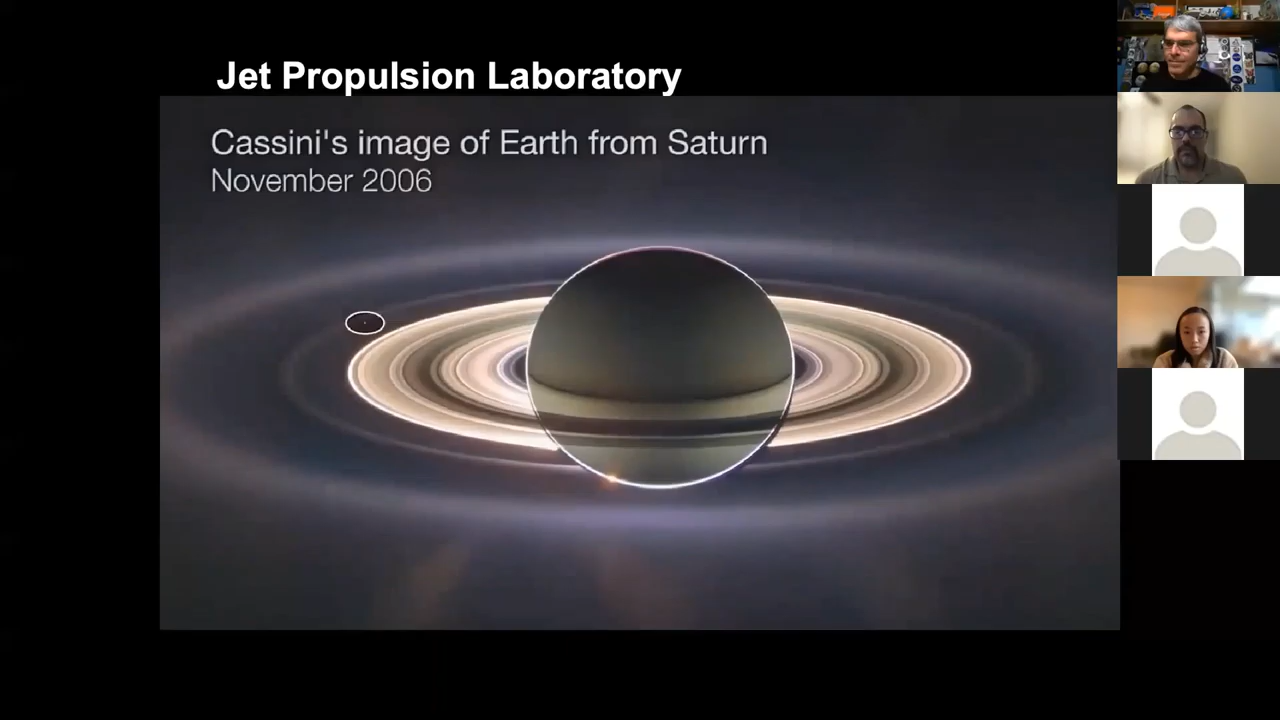 Jet Propulsion Laboratory
Cassini's image of Earth from Saturn
November 2006